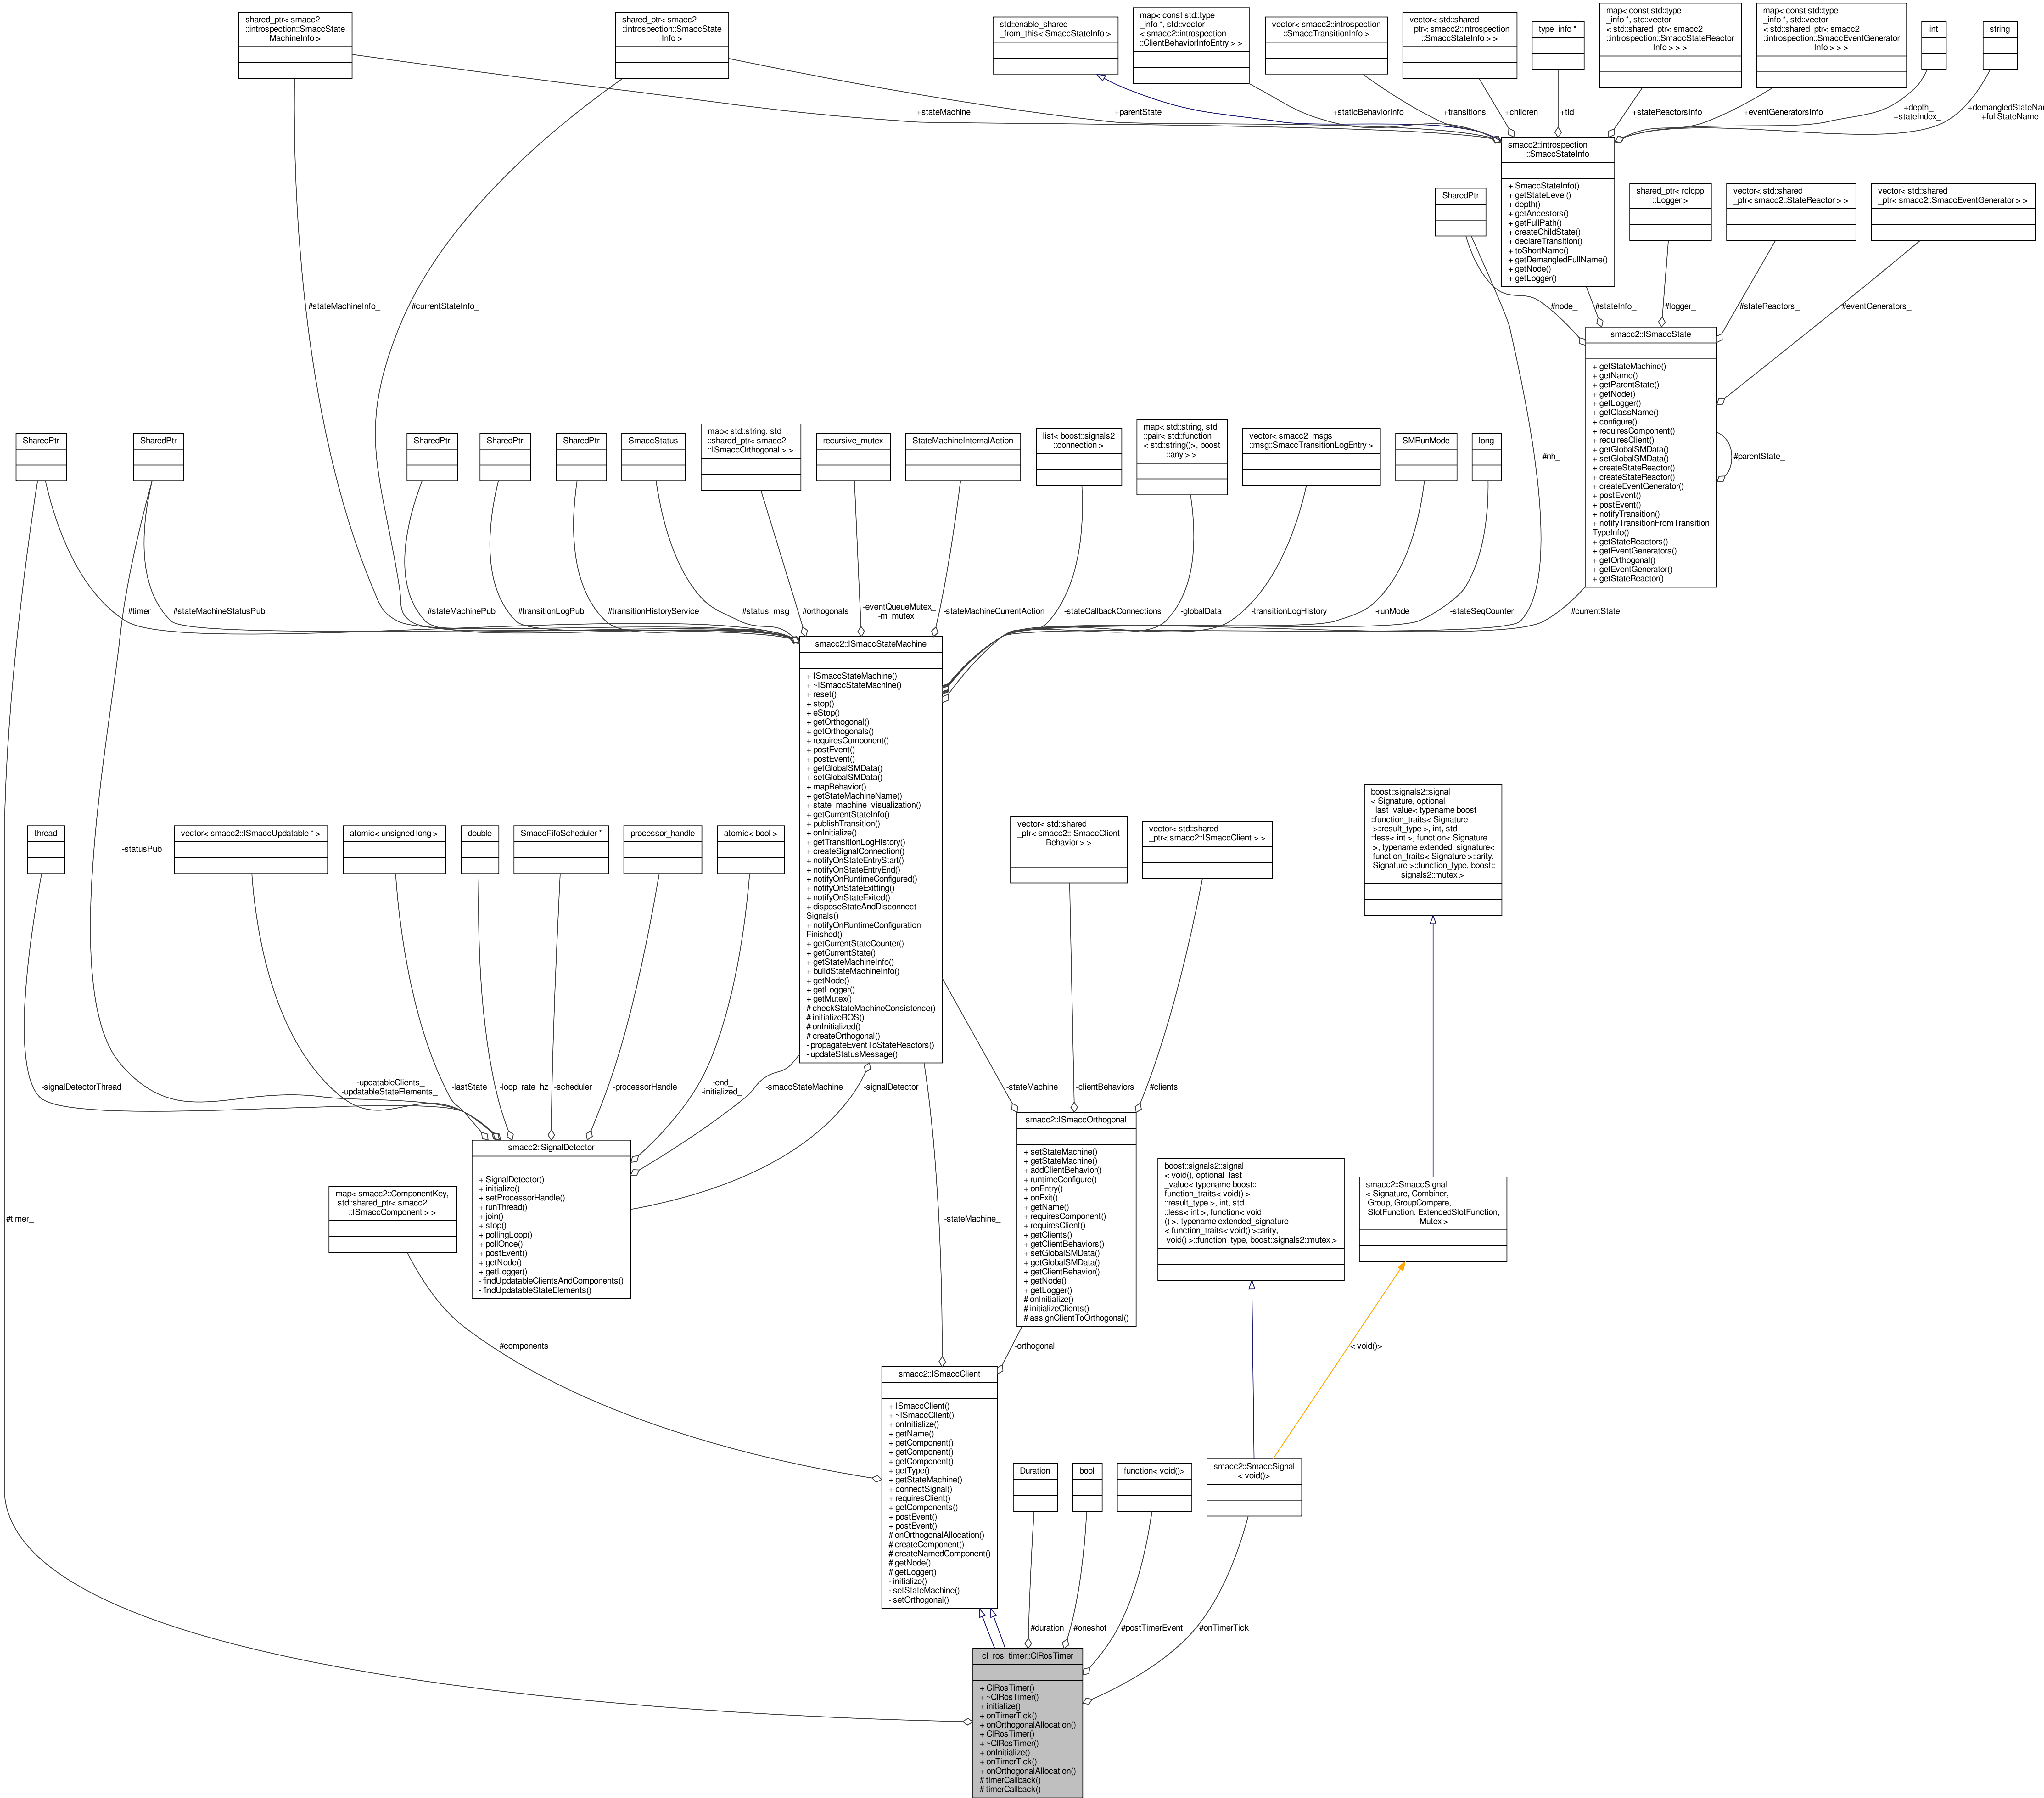 shared_ptr< smacc2
::introspection::SmaccState
MachineInfo >
shared_ptr< smacc2
::introspection::SmaccState
Info >
std::enable_shared
_from_this< SmaccStateInfo >
map< const std::type
_info *, std::vector
< smacc2::introspection
::ClientBehaviorInfoEntry > >
vector< smacc2::introspection
::SmaccTransitionInfo >
vector< std::shared
_ptr< smacc2::introspection
::SmaccStateInfo > >
type_info *
map< const std::type
_info *, std::vector
< std::shared_ptr< smacc2
::introspection::SmaccStateReactor
Info > > >
map< const std::type
_info *, std::vector
< std::shared_ptr< smacc2
::introspection::SmaccEventGenerator
Info > > >
int
string
+stateMachine_
+parentState_
+staticBehaviorInfo
+transitions_
+children_
+tid_
+stateReactorsInfo
+eventGeneratorsInfo
+depth_
+stateIndex_
+demangledStateNa
+fullStateName
smacc2::introspection
::SmaccStateInfo
+ SmaccStateInfo()
+ getStateLevel()
+ depth()
+ getAncestors()
+ getFullPath()
+ createChildState()
+ declareTransition()
+ toShortName()
+ getDemangledFullName()
+ getNode()
+ getLogger()
SharedPtr
shared_ptr< rclcpp
::Logger >
vector< std::shared
_ptr< smacc2::StateReactor > >
vector< std::shared
_ptr< smacc2::SmaccEventGenerator > >
#stateMachineInfo_
#currentStateInfo_
#node_
#stateInfo_
#logger_
#stateReactors_
#eventGenerators_
smacc2::ISmaccState
+ getStateMachine()
+ getName()
+ getParentState()
+ getNode()
+ getLogger()
+ getClassName()
+ configure()
+ requiresComponent()
+ requiresClient()
+ getGlobalSMData()
+ setGlobalSMData()
+ createStateReactor()
+ createStateReactor()
+ createEventGenerator()
+ postEvent()
+ postEvent()
+ notifyTransition()
+ notifyTransitionFromTransition
TypeInfo()
+ getStateReactors()
+ getEventGenerators()
+ getOrthogonal()
+ getEventGenerator()
+ getStateReactor()
#parentState_
SharedPtr
SharedPtr
SharedPtr
SharedPtr
SharedPtr
SmaccStatus
map< std::string, std
::shared_ptr< smacc2
::ISmaccOrthogonal > >
recursive_mutex
StateMachineInternalAction
list< boost::signals2
::connection >
map< std::string, std
::pair< std::function
< std::string()>, boost
::any > >
vector< smacc2_msgs
::msg::SmaccTransitionLogEntry >
SMRunMode
long
#nh_
#timer_
#stateMachineStatusPub_
#stateMachinePub_
#transitionLogPub_
#transitionHistoryService_
#status_msg_
#orthogonals_
-eventQueueMutex_
-m_mutex_
-stateMachineCurrentAction
-stateCallbackConnections
-globalData_
-transitionLogHistory_
-runMode_
-stateSeqCounter_
#currentState_
smacc2::ISmaccStateMachine
+ ISmaccStateMachine()
+ ~ISmaccStateMachine()
+ reset()
+ stop()
+ eStop()
+ getOrthogonal()
+ getOrthogonals()
+ requiresComponent()
+ postEvent()
+ postEvent()
+ getGlobalSMData()
+ setGlobalSMData()
+ mapBehavior()
+ getStateMachineName()
+ state_machine_visualization()
+ getCurrentStateInfo()
+ publishTransition()
+ onInitialize()
+ getTransitionLogHistory()
+ createSignalConnection()
+ notifyOnStateEntryStart()
+ notifyOnStateEntryEnd()
+ notifyOnRuntimeConfigured()
+ notifyOnStateExitting()
+ notifyOnStateExited()
+ disposeStateAndDisconnect
Signals()
+ notifyOnRuntimeConfiguration
Finished()
+ getCurrentStateCounter()
+ getCurrentState()
+ getStateMachineInfo()
+ buildStateMachineInfo()
+ getNode()
+ getLogger()
+ getMutex()
# checkStateMachineConsistence()
# initializeROS()
# onInitialized()
# createOrthogonal()
- propagateEventToStateReactors()
- updateStatusMessage()
thread
-statusPub_
vector< smacc2::ISmaccUpdatable * >
atomic< unsigned long >
double
SmaccFifoScheduler *
processor_handle
atomic< bool >
vector< std::shared
_ptr< smacc2::ISmaccClient
Behavior > >
vector< std::shared
_ptr< smacc2::ISmaccClient > >
boost::signals2::signal
< Signature, optional
_last_value< typename boost
::function_traits< Signature
>::result_type >, int, std
::less< int >, function< Signature
>, typename extended_signature<
function_traits< Signature >::arity,
Signature >::function_type, boost::
signals2::mutex >
-signalDetectorThread_
-updatableClients_
-updatableStateElements_
-lastState_
-loop_rate_hz
-scheduler_
-processorHandle_
-end_
-initialized_
-smaccStateMachine_
-signalDetector_
-stateMachine_
-clientBehaviors_
#clients_
smacc2::SignalDetector
+ SignalDetector()
+ initialize()
+ setProcessorHandle()
+ runThread()
+ join()
+ stop()
+ pollingLoop()
+ pollOnce()
+ postEvent()
+ getNode()
+ getLogger()
- findUpdatableClientsAndComponents()
- findUpdatableStateElements()
smacc2::ISmaccOrthogonal
+ setStateMachine()
+ getStateMachine()
+ addClientBehavior()
+ runtimeConfigure()
+ onEntry()
+ onExit()
+ getName()
+ requiresComponent()
+ requiresClient()
+ getClients()
+ getClientBehaviors()
+ setGlobalSMData()
+ getGlobalSMData()
+ getClientBehavior()
+ getNode()
+ getLogger()
# onInitialize()
# initializeClients()
# assignClientToOrthogonal()
boost::signals2::signal
< void(), optional_last
_value< typename boost::
function_traits< void() >
::result_type >, int, std
::less< int >, function< void
() >, typename extended_signature
< function_traits< void() >::arity,
void() >::function_type, boost::signals2::mutex >
smacc2::SmaccSignal
< Signature, Combiner,
Group, GroupCompare,
SlotFunction, ExtendedSlotFunction,
Mutex >
map< smacc2::ComponentKey,
std::shared_ptr< smacc2
::ISmaccComponent > >
#timer_
-stateMachine_
#components_
-orthogonal_
< void()>
smacc2::ISmaccClient
+ ISmaccClient()
+ ~ISmaccClient()
+ onInitialize()
+ getName()
+ getComponent()
+ getComponent()
+ getComponent()
+ getType()
+ getStateMachine()
+ connectSignal()
+ requiresClient()
+ getComponents()
+ postEvent()
+ postEvent()
# onOrthogonalAllocation()
# createComponent()
# createNamedComponent()
# getNode()
# getLogger()
- initialize()
- setStateMachine()
- setOrthogonal()
Duration
bool
function< void()>
smacc2::SmaccSignal
< void()>
#duration_
#oneshot_
#postTimerEvent_
#onTimerTick_
cl_ros_timer::ClRosTimer
+ ClRosTimer()
+ ~ClRosTimer()
+ initialize()
+ onTimerTick()
+ onOrthogonalAllocation()
+ ClRosTimer()
+ ~ClRosTimer()
+ onInitialize()
+ onTimerTick()
+ onOrthogonalAllocation()
# timerCallback()
# timerCallback()